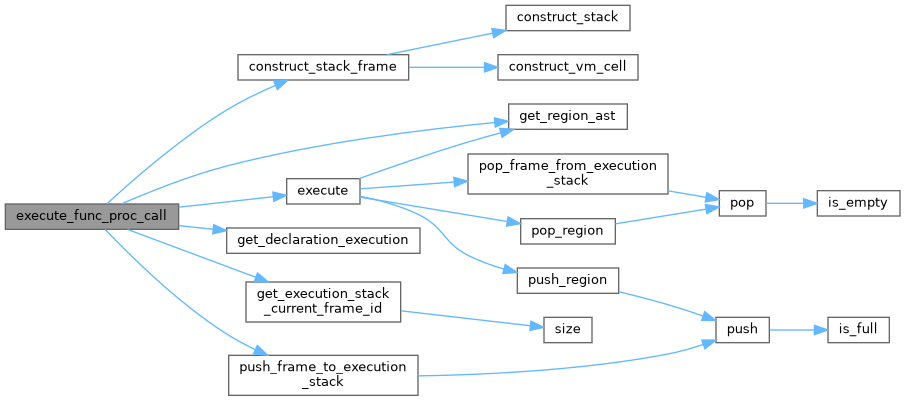 construct_stack
construct_stack_frame
construct_vm_cell
get_region_ast
execute
pop_frame_from_execution
_stack
pop
is_empty
execute_func_proc_call
pop_region
get_declaration_execution
push_region
get_execution_stack
_current_frame_id
size
push
is_full
push_frame_to_execution
_stack